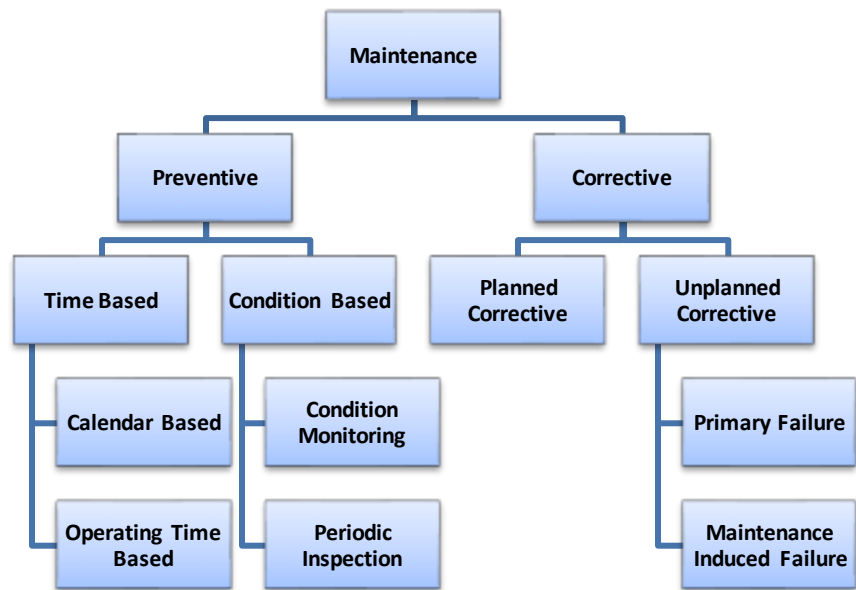 Maintenance
Preventive
Corrective
Time Based
Condition Based
Planned
Corrective
Unplanned
Corrective
Calendar Based
Condition
Monitoring
Primary Failure
Operating Time
Based
Periodic
Inspection
Maintenance
Induced Failure